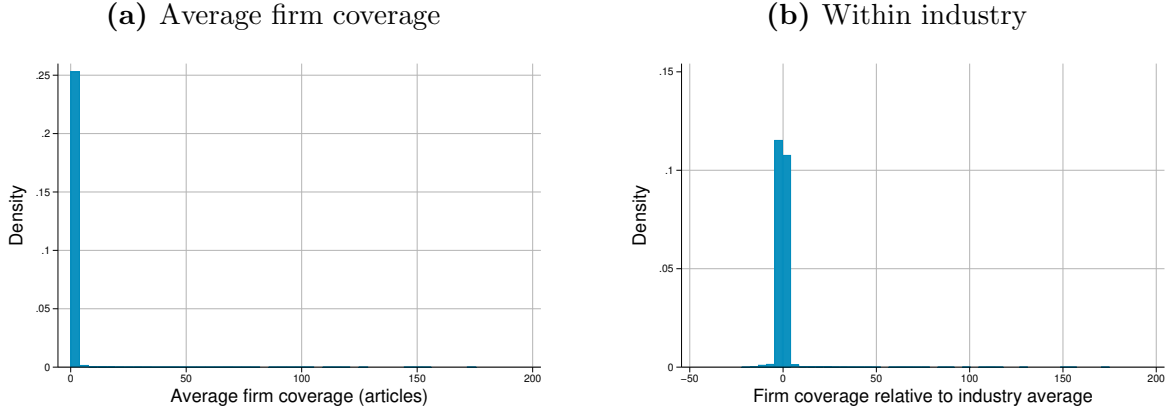 (a) Average firm coverage
.25
.2
.15
.1
.05
0
Density
0 50 100 150 200
Average firm coverage (articles)
(b) Within industry
.15
.1
.05
0
Density
−50 0 50 100 150 200
Firm coverage relative to industry average